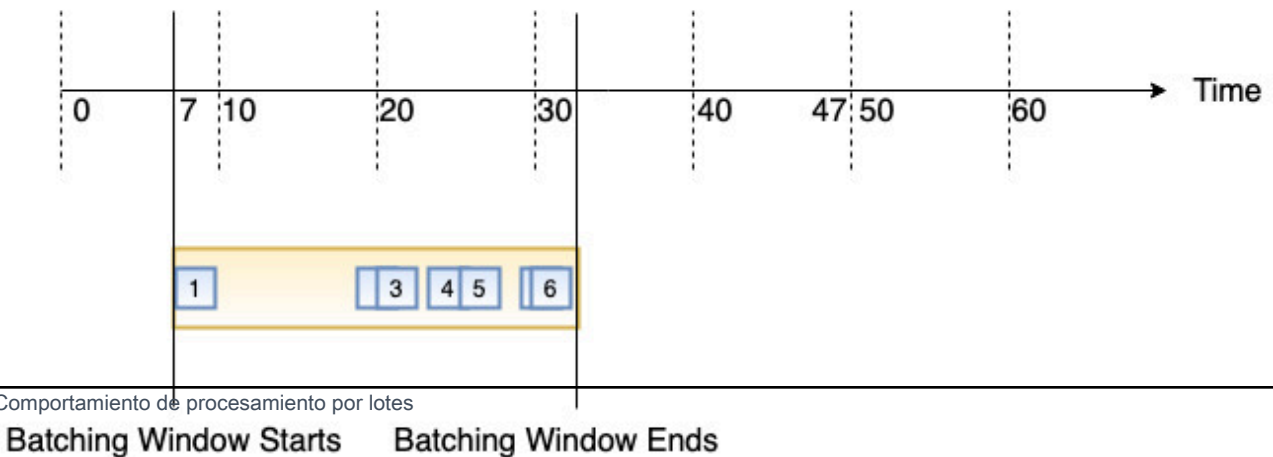 Time
0 7 10 20 30 40 47 50 60
1 3 4 5 6
Comportamiento de procesamiento por lotes
Batching Window Starts Batching Window Ends